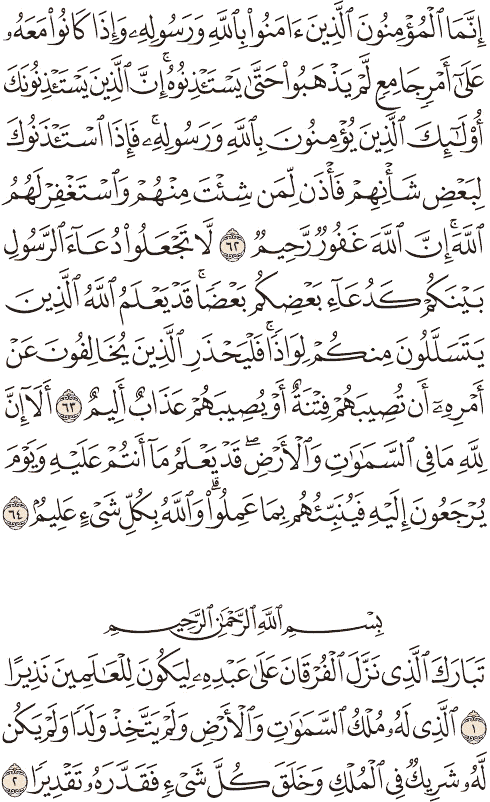 إِنَّمَا ٱلْمُؤْمِنُونَ ٱلَّذِينَ ءَامَنُوا۟ بِٱللَّهِ وَرَسُولِهِۦ وَإِذَا كَانُوا۟ مَعَهُۥ
عَلَىٰٓ أَمْرٍ جَامِعٍ لَّمْ يَذْهَبُوا۟ حَتَّىٰ يَسْتَـْٔذِنُوهُ ۚ إِنَّ ٱلَّذِينَ يَسْتَـْٔذِنُونَكَ
أُو۟لَٰٓئِكَ ٱلَّذِينَ يُؤْمِنُونَ بِٱللَّهِ وَرَسُولِهِۦ ۚ فَإِذَا ٱسْتَـْٔذَنُوكَ
لِبَعْضِ شَأْنِهِمْ فَأْذَن لِّمَن شِئْتَ مِنْهُمْ وَٱسْتَغْفِرْ لَهُمُ
ٱللَّهَ ۚ إِنَّ ٱللَّهَ غَفُورٌ رَّحِيمٌ ٦٢ لَّا تَجْعَلُوا۟ دُعَآءَ ٱلرَّسُولِ
بَيْنَكُمْ كَدُعَآءِ بَعْضِكُم بَعْضًا ۚ قَدْ يَعْلَمُ ٱللَّهُ ٱلَّذِينَ
يَتَسَلَّلُونَ مِنكُمْ لِوَاذًا ۚ فَلْيَحْذَرِ ٱلَّذِينَ يُخَالِفُونَ عَنْ
أَمْرِهِۦٓ أَن تُصِيبَهُمْ فِتْنَةٌ أَوْ يُصِيبَهُمْ عَذَابٌ أَلِيمٌ ٦٣ أَلَآ إِنَّ
لِلَّهِ مَا فِى ٱلسَّمَٰوَٰتِ وَٱلْأَرْضِ ۖ قَدْ يَعْلَمُ مَآ أَنتُمْ عَلَيْهِ وَيَوْمَ
يُرْجَعُونَ إِلَيْهِ فَيُنَبِّئُهُم بِمَا عَمِلُوا۟ ۗ وَٱللَّهُ بِكُلِّ شَىْءٍ عَلِيمٌۢ ٦٤
بِسْمِ ٱللَّهِ ٱلرَّحْمَٰنِ ٱلرَّحِيمِ
تَبَارَكَ ٱلَّذِى نَزَّلَ ٱلْفُرْقَانَ عَلَىٰ عَبْدِهِۦ لِيَكُونَ لِلْعَٰلَمِينَ نَذِيرًا
١ ٱلَّذِى لَهُۥ مُلْكُ ٱلسَّمَٰوَٰتِ وَٱلْأَرْضِ وَلَمْ يَتَّخِذْ وَلَدًا وَلَمْ يَكُن
لَّهُۥ شَرِيكٌ فِى ٱلْمُلْكِ وَخَلَقَ كُلَّ شَىْءٍ فَقَدَّرَهُۥ تَقْدِيرًا ٢